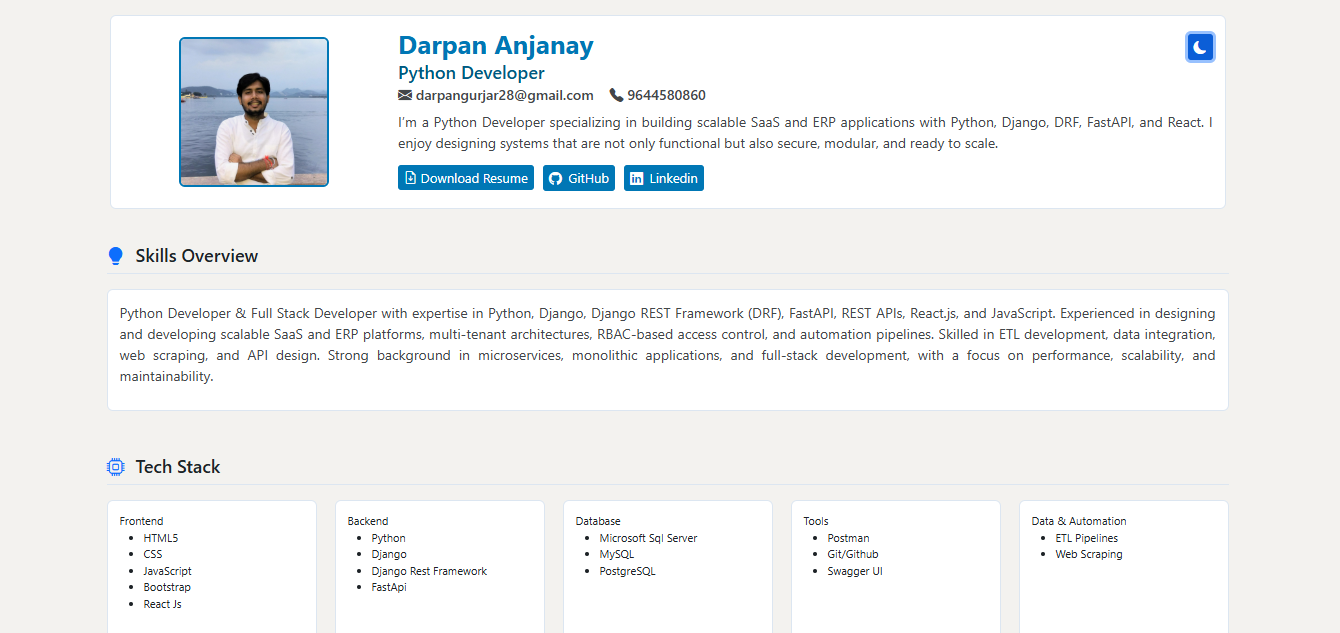 Darpan Anjanay
Python Developer
darpangurjar28@gmail.com 9644580860
I'm a Python Developer specializing in building scalable SaaS and ERP applications with Python, Django, DRF, FastAPI, and React. I
enjoy designing systems that are not only functional but also secure, modular, and ready to scale.
Download Resume GitHub Linkedin
Skills Overview
Python Developer & Full Stack Developer with expertise in Python, Django, Django REST Framework (DRF), FastAPI, REST APIs, React.js, and JavaScript. Experienced in designing
and developing scalable SaaS and ERP platforms, multi-tenant architectures, RBAC-based access control, and automation pipelines. Skilled in ETL development, data integration,
web scraping, and API design. Strong background in microservices, monolithic applications, and full-stack development, with a focus on performance, scalability, and
maintainability.
Tech Stack
Frontend
HTML5
CSS
JavaScript
Bootstrap
React Js
Backend
Python
Django
Django Rest Framework
FastApi
Database
Microsoft Sql Server
MySQL
PostgreSQL
Tools
Postman
Git/Github
Swagger UI
Data & Automation
ETL Pipelines
Web Scraping